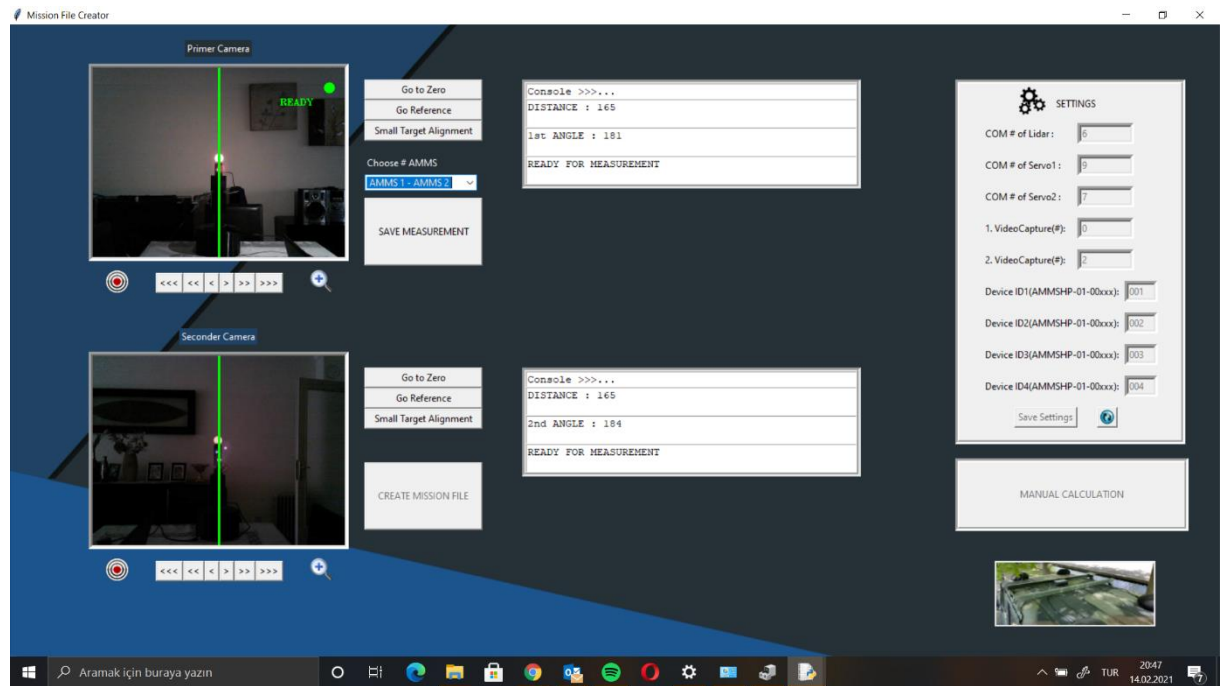 Mission File Creator
Primer Camera
READY
Go to Zero
Go Reference
Small Target Alignment
Choose # AMMS
AMMS 1 - AMMS 2
SAVE MEASUREMENT
<<< << < > >> >>>
Console >>>...
DISTANCE : 165
1st ANGLE : 181
READY FOR MEASUREMENT
Seconder Camera
Go to Zero
Go Reference
Small Target Alignment
CREATE MISSION FILE
<<< << < > >> >>>
Console >>>...
DISTANCE : 165
2nd ANGLE : 184
READY FOR MEASUREMENT
SETTINGS
COM # of Lidar : 6
COM # of Servo1 : 9
COM # of Servo2 : 7
1. VideoCapture(#): 0
2. VideoCapture(#): 2
Device ID1(AMMSHP-01-00xxx): 001
Device ID2(AMMSHP-01-00xxx): 002
Device ID3(AMMSHP-01-00xxx): 003
Device ID4(AMMSHP-01-00xxx): 004
Save Settings
MANUAL CALCULATION
Aramak için buraya yazın
TUR
20:47
14.02.2021
7